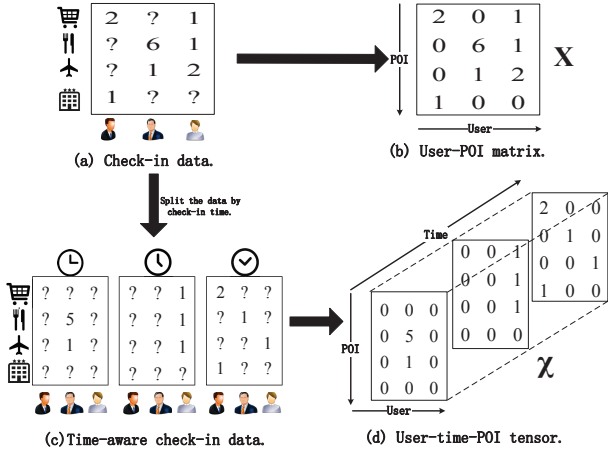 2 ? 1
? 6 1
? 1 2
1 ? ?
(a) Check-in data.
POI
2 0 1
0 6 1
0 1 2
1 0 0
X
User
(b) User-POI matrix.
Split the data by
check-in time.
? ? ?
? 5 ?
? 1 ?
? ? ?
? ? 1
? ? 1
? ? 1
? ? ?
2 ? ?
? 1 ?
? ? 1
1 ? ?
(c)Time-aware check-in data.
Time
POI
0 0 0
0 5 0
0 1 0
0 0 0
0 0 1
0 0 1
0 0 1
0 0 0
2 0 0
0 1 0
0 0 1
1 0 0
χ
User
(d) User-time-POI tensor.